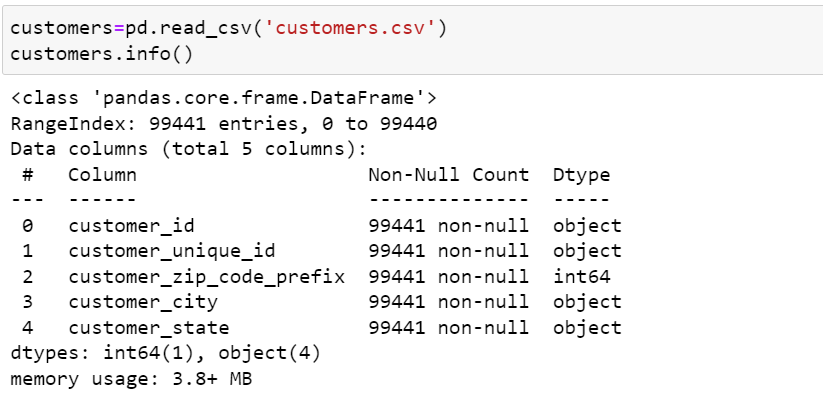 customers=pd.read_csv('customers.csv')
customers.info()
<class 'pandas.core.frame.DataFrame'>
RangeIndex: 99441 entries, 0 to 99440
Data columns (total 5 columns):
 #   Column                    Non-Null Count  Dtype
---  ------                    --------------  -----
 0   customer_id               99441 non-null  object
 1   customer_unique_id        99441 non-null  object
 2   customer_zip_code_prefix  99441 non-null  int64
 3   customer_city             99441 non-null  object
 4   customer_state            99441 non-null  object
dtypes: int64(1), object(4)
memory usage: 3.8+ MB